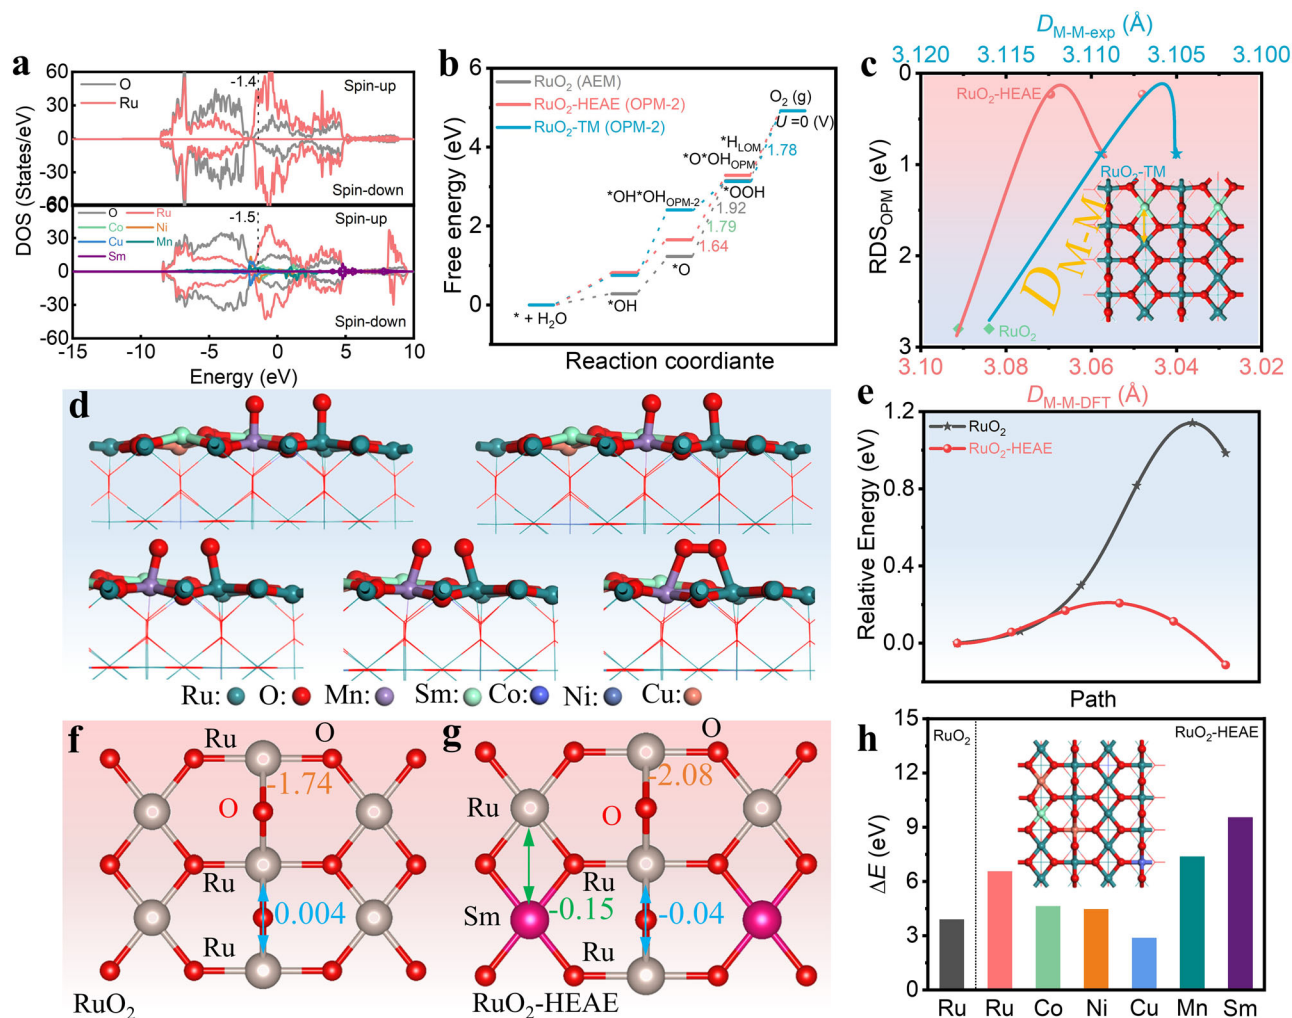 a
DOS (States/eV)
60
30
0
-30
-60
O
Ru
-1.4
Spin-up
Spin-down
60
30
0
-30
-60
O
Ru
Co
Ni
Cu
Mn
Sm
-1.5
Spin-up
Spin-down
-15
-10
-5
0
5
10
Energy (eV)
b
Free energy (eV)
6
4
2
0
RuO2 (AEM)
RuO2-HEAE (OPM-2)
RuO2-TM (OPM-2)
O2 (g)
U =0 (V)
1.78
*HLOM
*O*OHOPM
*OOH
*OH*OHOPM-2
1.92
1.79
1.64
*O
*OH
* + H2O
Reaction coordiante
c
DM-M-exp (Å)
3.120
3.115
3.110
3.105
3.100
RDSOPM (eV)
0
1
2
3
RuO2-HEAE
RuO2-TM
DM-M
RuO2
3.10
3.08
3.06
3.04
3.02
DM-M-DFT (Å)
d
Ru:
O:
Mn:
Sm:
Co:
Ni:
Cu:
e
Relative Energy (eV)
1.2
0.8
0.4
0.0
RuO2
RuO2-HEAE
Path
f
Ru
O
-1.74
O
Ru
0.004
Ru
RuO2
g
O
-2.08
Ru
O
Ru
Sm
-0.15
-0.04
Ru
RuO2-HEAE
h
ΔE (eV)
15
12
9
6
3
0
RuO2
RuO2-HEAE
Ru
Ru
Co
Ni
Cu
Mn
Sm